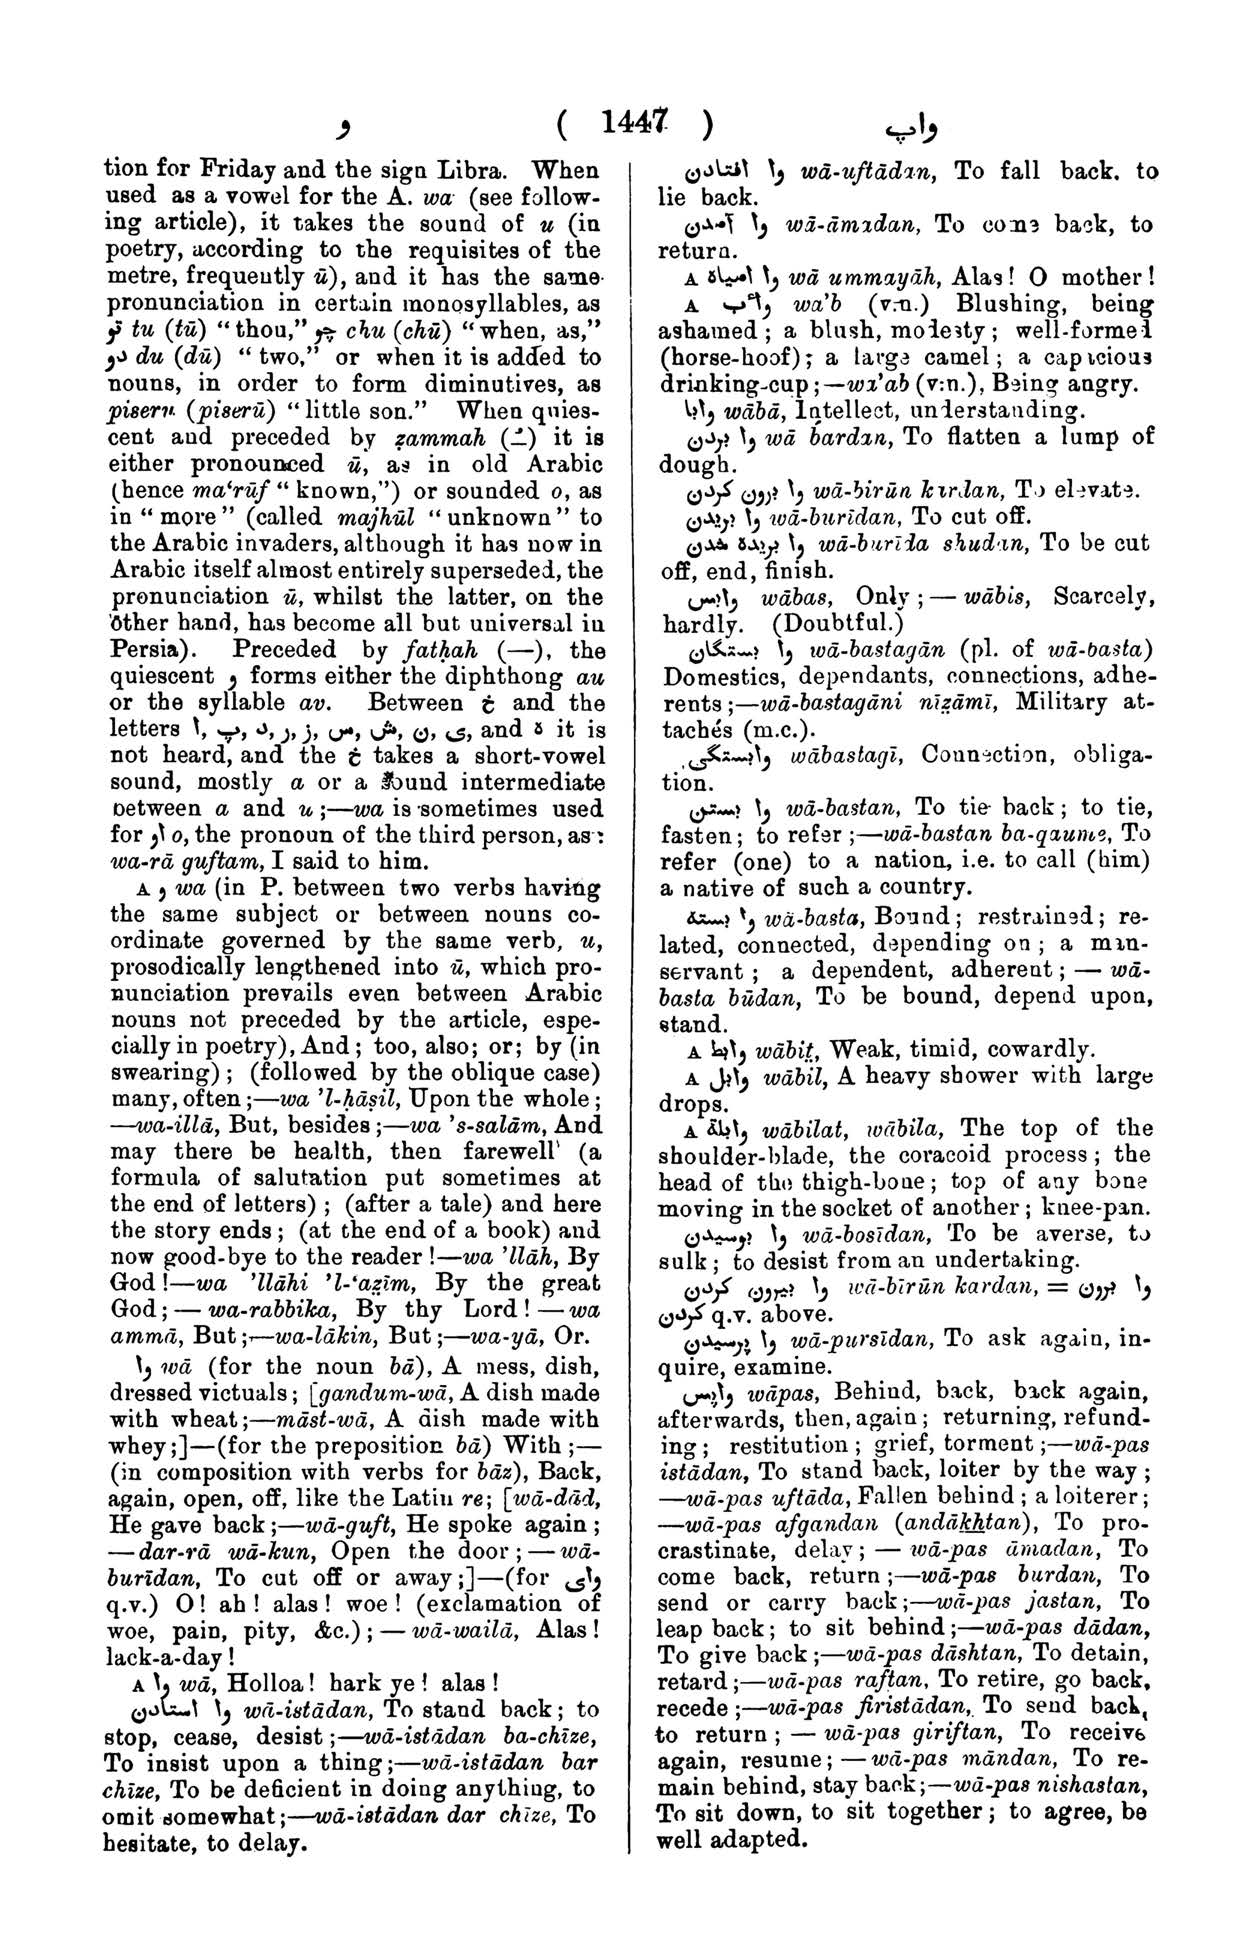 و ( 1447 ) واپ
tion for Friday and the sign Libra. When
used as a vowel for the A. wa (see follow-
ing article), it takes the sound of u (in
poetry, according to the requisites of the
metre, frequently ū), and it has the same
pronunciation in certain monosyllables, as
تو tu (tū) “thou,” چو chu (chū) “when, as,”
دو du (dū) “two,” or when it is added to
nouns, in order to form diminutives, as
piseru (piserū) “little son.” When quies-
cent and preceded by ẓammah (ـُ) it is
either pronounced ū, as in old Arabic
(hence ma‘rūf “known,”) or sounded o, as
in “more” (called majhūl “unknown” to
the Arabic invaders, although it has now in
Arabic itself almost entirely superseded, the
pronunciation ū, whilst the latter, on the
other hand, has become all but universal in
Persia). Preceded by fatḥah (—), the
quiescent و forms either the diphthong au
or the syllable av. Between خ and the
letters ا, پ, د, ر, ز, س, ش, ن, ی, and ه it is
not heard, and the خ takes a short-vowel
sound, mostly a or a sound intermediate
between a and u;—wa is sometimes used
for او o, the pronoun of the third person, as:
wa-rā guftam, I said to him.
A و wa (in P. between two verbs having
the same subject or between nouns co-
ordinate governed by the same verb, u,
prosodically lengthened into ū, which pro-
nunciation prevails even between Arabic
nouns not preceded by the article, espe-
cially in poetry), And; too, also; or; by (in
swearing); (followed by the oblique case)
many, often;—wa ’l-ḥāṣil, Upon the whole;
—wa-illā, But, besides;—wa ’s-salām, And
may there be health, then farewell (a
formula of salutation put sometimes at
the end of letters); (after a tale) and here
the story ends; (at the end of a book) and
now good-bye to the reader!—wa ’llāh, By
God!—wa ’llāhi ’l-‘aẓīm, By the great
God;—wa-rabbika, By thy Lord!—wa
ammā, But;—wa-lākin, But;—wa-yā, Or.
وا wā (for the noun bā), A mess, dish,
dressed victuals; [gandum-wā, A dish made
with wheat;—māst-wā, A dish made with
whey;]—(for the preposition bā) With;—
(in composition with verbs for bāz), Back,
again, open, off, like the Latin re; [wā-dād,
He gave back;—wā-guft, He spoke again;
—dar-rā wā-kun, Open the door;—wā-
burīdan, To cut off or away;]—(for وای
q.v.) O! ah! alas! woe! (exclamation of
woe, pain, pity, &c.);—wā-wailā, Alas!
lack-a-day!
A وا wā, Holloa! hark ye! alas!
وا استادن wā-istādan, To stand back; to
stop, cease, desist;—wā-istādan ba-chīze,
To insist upon a thing;—wā-istādan bar
chīze, To be deficient in doing anything, to
omit somewhat;—wā-istādan dar chīze, To
hesitate, to delay.
وا افتادن wā-uftādan, To fall back, to
lie back.
وا آمدن wā-āmadan, To come back, to
return.
A وا امیاه wā ummayāh, Alas! O mother!
A وأب wa’b (v.n.) Blushing, being
ashamed; a blush, modesty; well-formed
(horse-hoof); a large camel; a capacious
drinking-cup;—wa’ab (v.n.), Being angry.
وابا wābā, Intellect, understanding.
وا بردن wā bardan, To flatten a lump of
dough.
وا برون کردن wā-birūn kardan, To elevate.
وا بریدن wā-burīdan, To cut off.
وا بریده شدن wā-burīda shudan, To be cut
off, end, finish.
وابس wābas, Only;—wābis, Scarcely,
hardly. (Doubtful.)
وا بستگان wā-bastagān (pl. of wā-basta)
Domestics, dependants, connections, adhe-
rents;—wā-bastagāni niẓāmī, Military at-
tachés (m.c.).
وابستگی wābastagī, Connection, obliga-
tion.
وا بستن wā-bastan, To tie back; to tie,
fasten; to refer;—wā-bastan ba-qaume, To
refer (one) to a nation, i.e. to call (him)
a native of such a country.
وا بسته wā-basta, Bound; restrained; re-
lated, connected, depending on; a man-
servant; a dependent, adherent;—wā-
basta būdan, To be bound, depend upon,
stand.
A وابط wābiṯ, Weak, timid, cowardly.
A وابل wābil, A heavy shower with large
drops.
A وابلة wābilat, wābila, The top of the
shoulder-blade, the coracoid process; the
head of the thigh-bone; top of any bone
moving in the socket of another; knee-pan.
وا بوسیدن wā-bosīdan, To be averse, to
sulk; to desist from an undertaking.
وا بیرون کردن wā-bīrūn kardan, = وا برون
کردن q.v. above.
وا پرسیدن wā-pursīdan, To ask again, in-
quire, examine.
واپس wāpas, Behind, back, back again,
afterwards, then, again; returning, refund-
ing; restitution; grief, torment;—wā-pas
istādan, To stand back, loiter by the way;
—wā-pas uftāda, Fallen behind; a loiterer;
—wā-pas afgandan (andākhtan), To pro-
crastinate, delay;—wā-pas āmadan, To
come back, return;—wā-pas burdan, To
send or carry back;—wā-pas jastan, To
leap back; to sit behind;—wā-pas dādan,
To give back;—wā-pas dāshtan, To detain,
retard;—wā-pas raftan, To retire, go back,
recede;—wā-pas firistādan, To send back,
to return;—wā-pas giriftan, To receive
again, resume;—wā-pas māndan, To re-
main behind, stay back;—wā-pas nishastan,
To sit down, to sit together; to agree, be
well adapted.